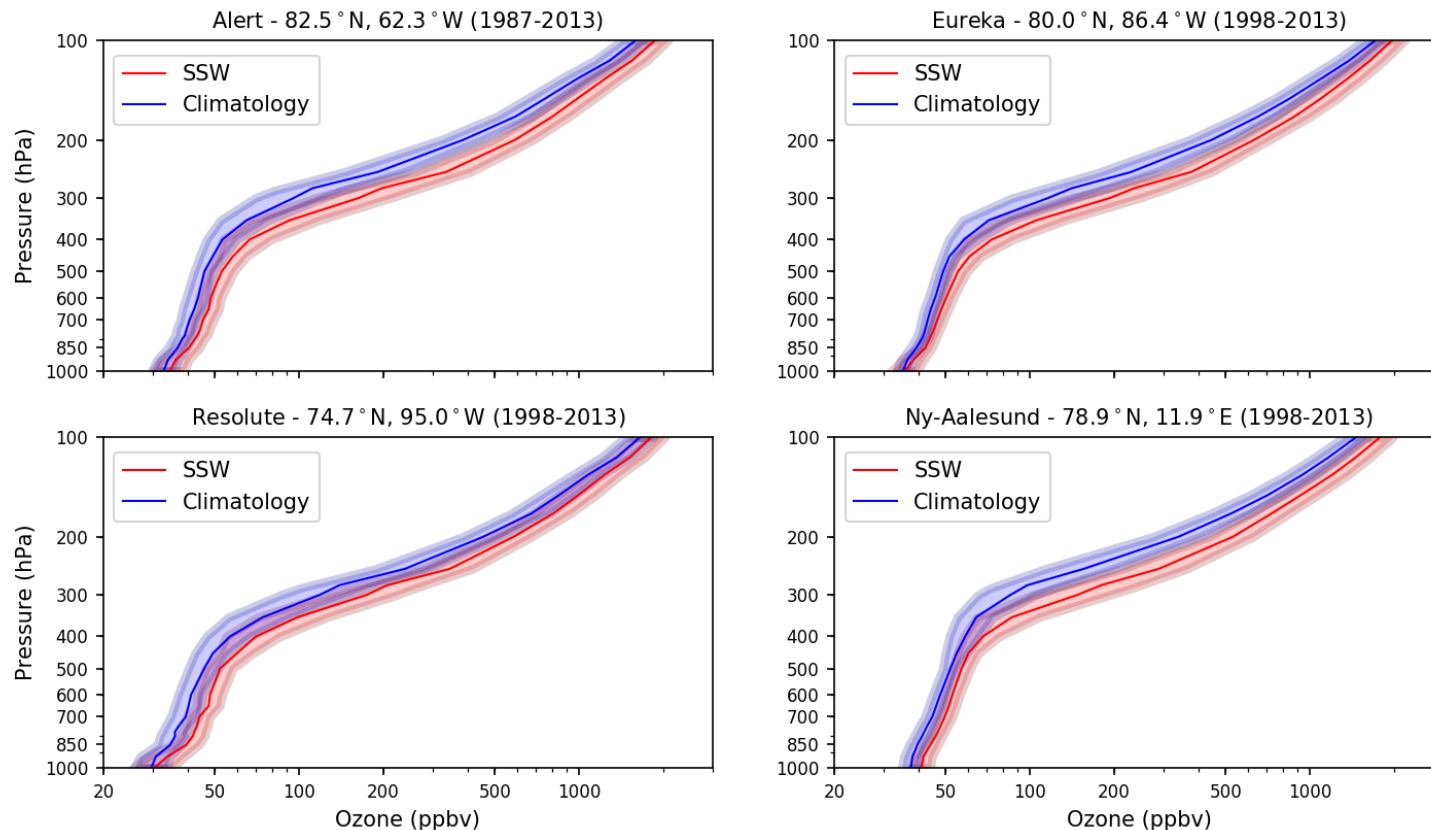 Alert - 82.5°N, 62.3°W (1987-2013)
Eureka - 80.0°N, 86.4°W (1998-2013)
100
200
300
400
500
600
700
850
1000
Pressure (hPa)
SSW
Climatology
100
200
300
400
500
600
700
850
1000
SSW
Climatology
Resolute - 74.7°N, 95.0°W (1998-2013)
Ny-Aalesund - 78.9°N, 11.9°E (1998-2013)
100
200
300
400
500
600
700
850
1000
Pressure (hPa)
SSW
Climatology
20 50 100 200 500 1000
Ozone (ppbv)
100
200
300
400
500
600
700
850
1000
SSW
Climatology
20 50 100 200 500 1000
Ozone (ppbv)